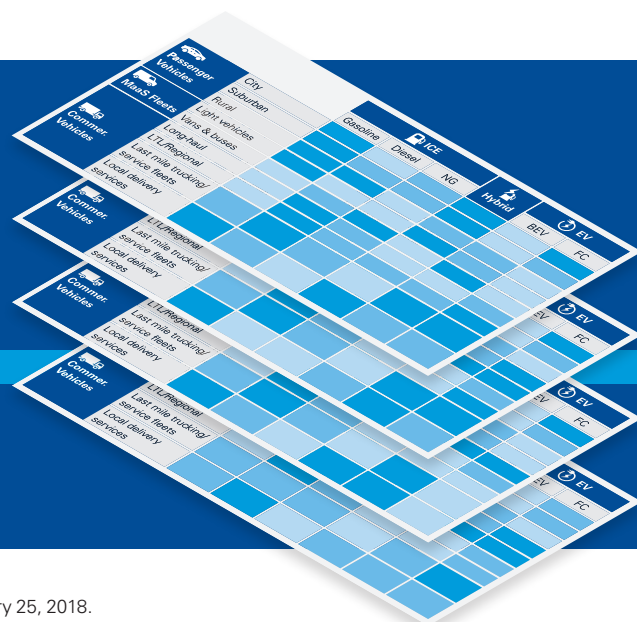 Passenger
Vehicles
City
Suburban
Rural
MaaS Fleets
Light vehicles
Vans & buses
Commer.
Vehicles
Long-haul
LTL/Regional
Last mile trucking/
service fleets
Local delivery
services
ICE
Gasoline
Diesel
NG
Hybrid
EV
BEV
FC
Commer.
Vehicles
LTL/Regional
Last mile trucking/
service fleets
Local delivery
services
EV
FC
Commer.
Vehicles
LTL/Regional
Last mile trucking/
service fleets
Local delivery
services
EV
EV
FC
Commer.
Vehicles
LTL/Regional
Last mile trucking/
service fleets
Local delivery
services
EV
EV
FC
ry 25, 2018.